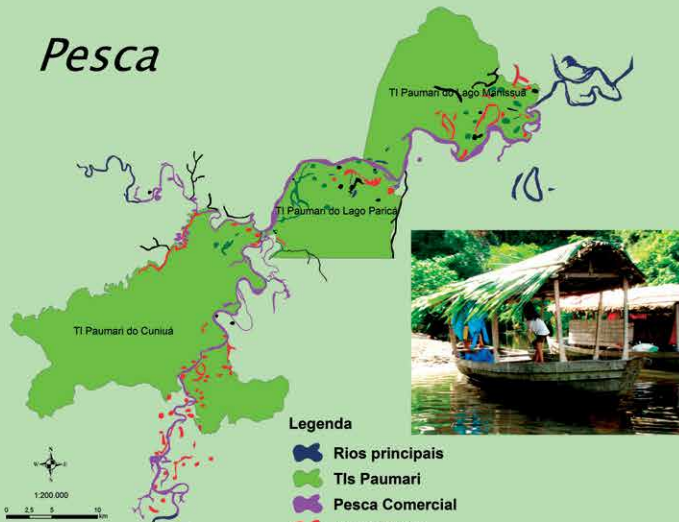 Pesca
TI Paumari do Lago Manissuã
TI Paumari do Lago Paricá
TI Paumari do Cuniuá
Legenda
Rios principais
TIs Paumari
Pesca Comercial
N
W
S
1:200.000
0 2,5 5 10
km